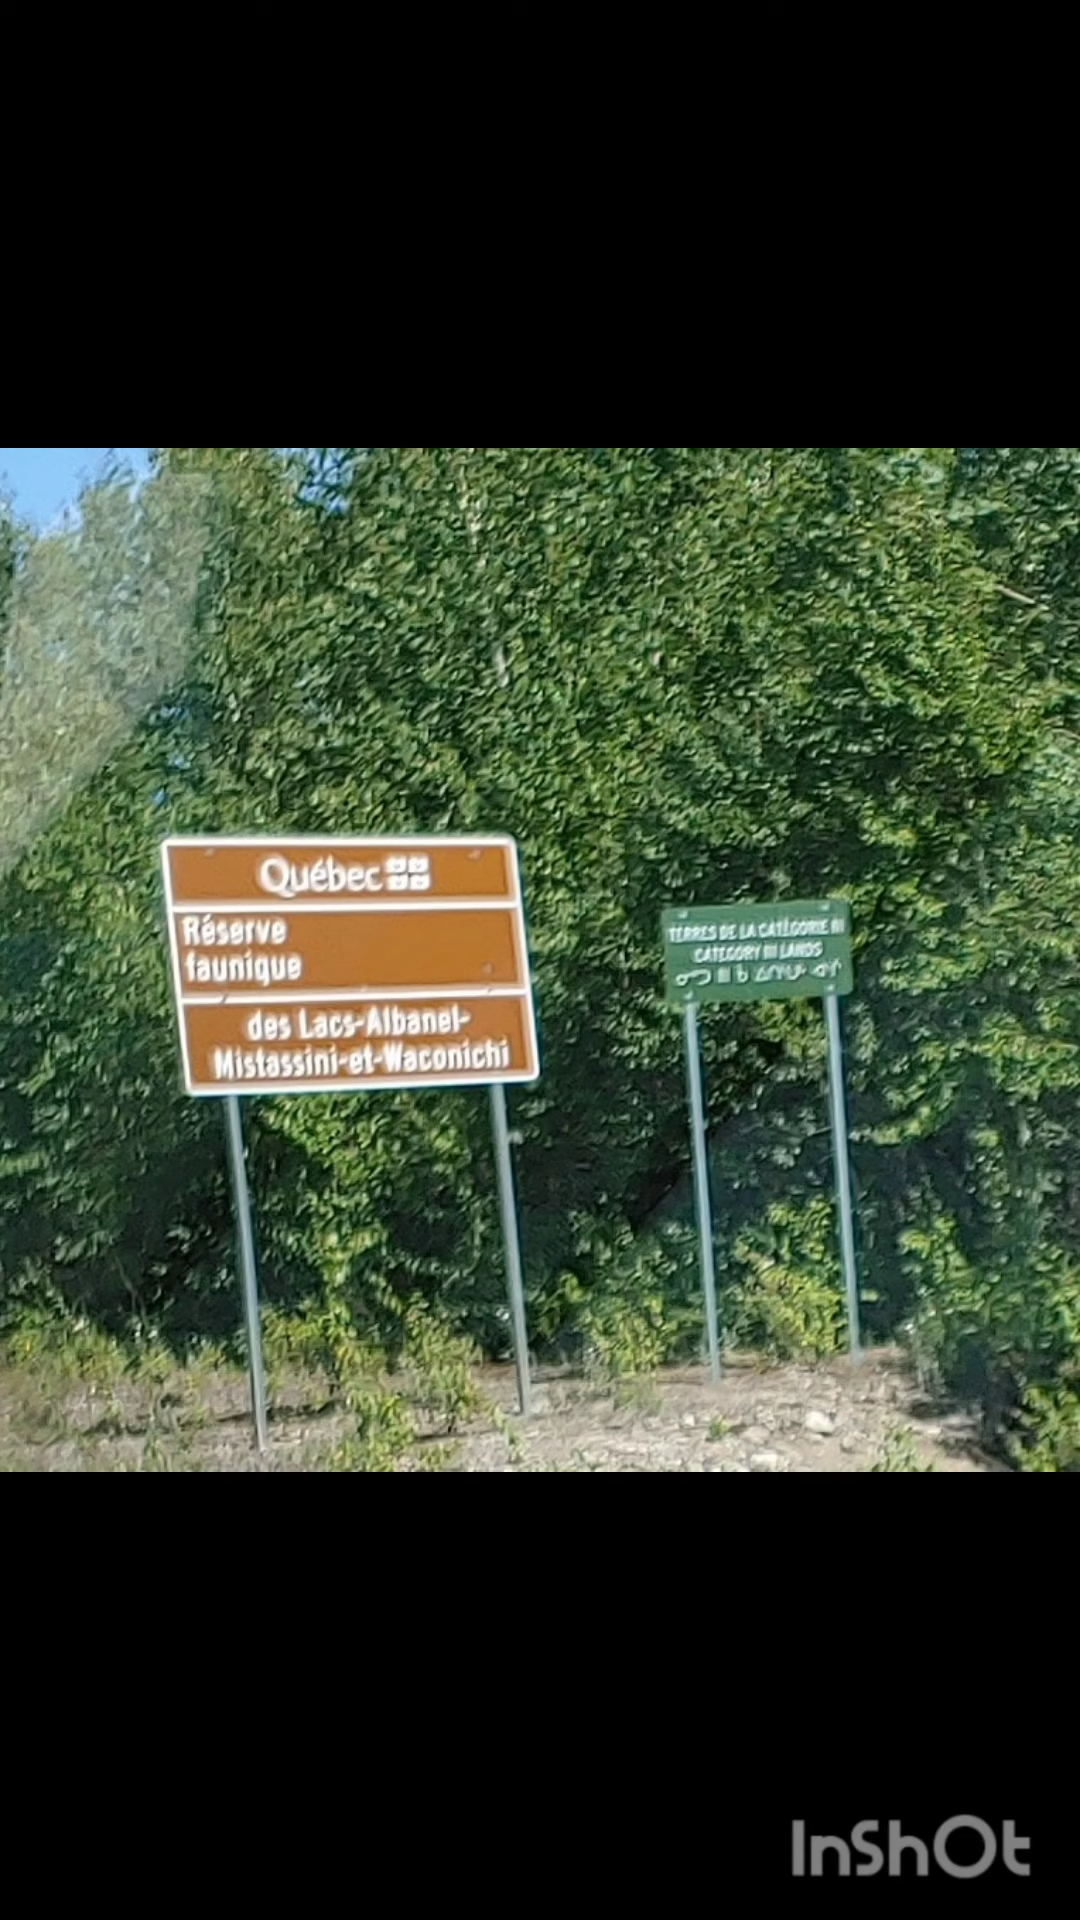 Québec
Réserve
faunique
des Lacs-Albanel-
Mistassini-et-Waconichi
TERRES DE LA CATÉGORIE III
CATEGORY III LANDS
InShOt